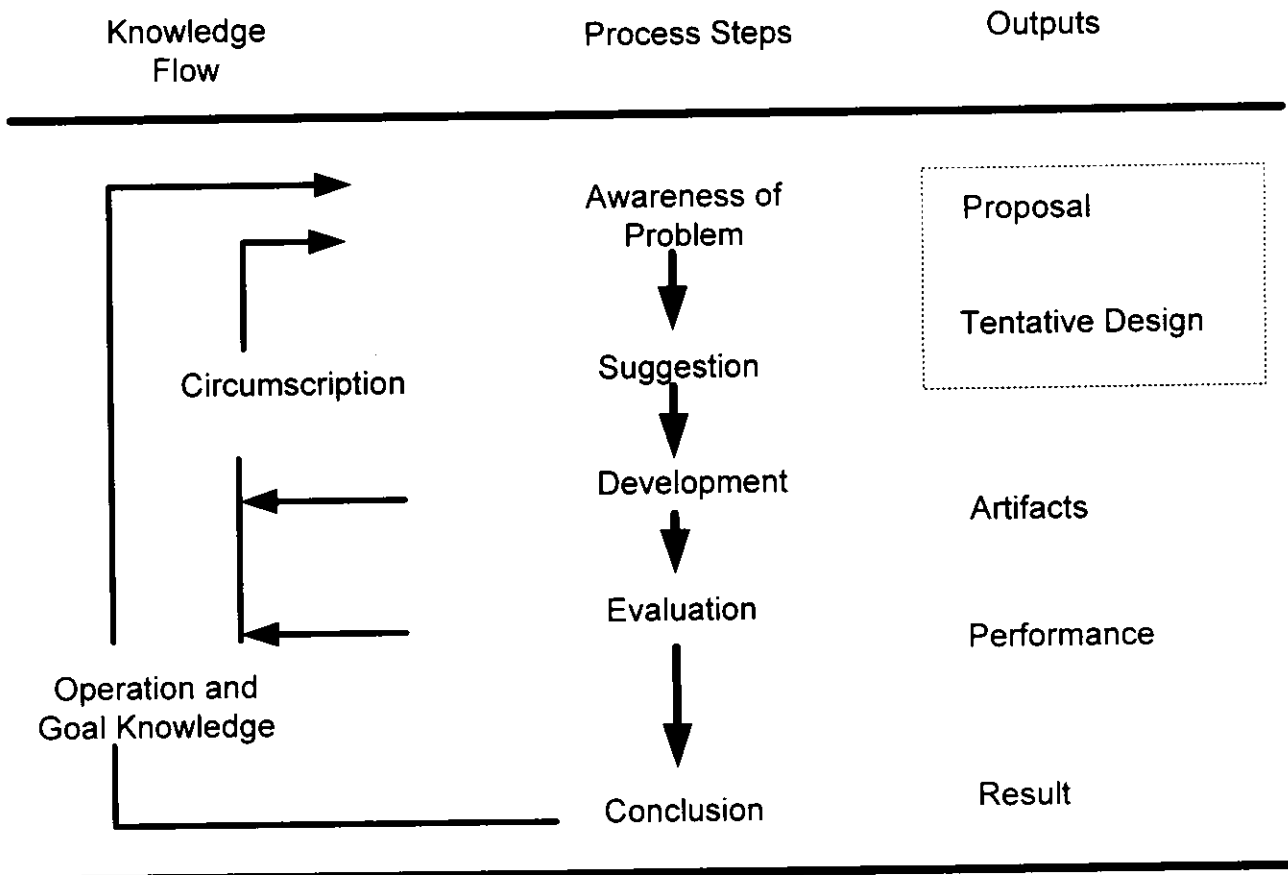 Knowledge
Flow
Process Steps
Outputs
Awareness of
Problem
Proposal
Tentative Design
Suggestion
Circumscription
Development
Artifacts
Evaluation
Performance
Operation and
Goal Knowledge
Conclusion
Result